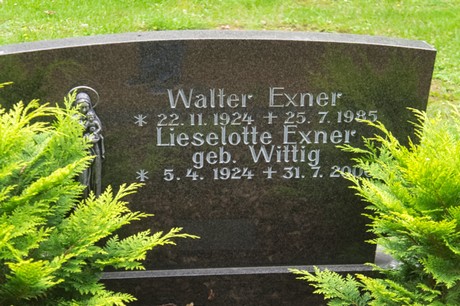 Walter Exner
* 22. 11. 1924 + 25. 7. 1985
Lieselotte Exner
geb. Wittig
* 5. 4. 1924 + 31. 7.